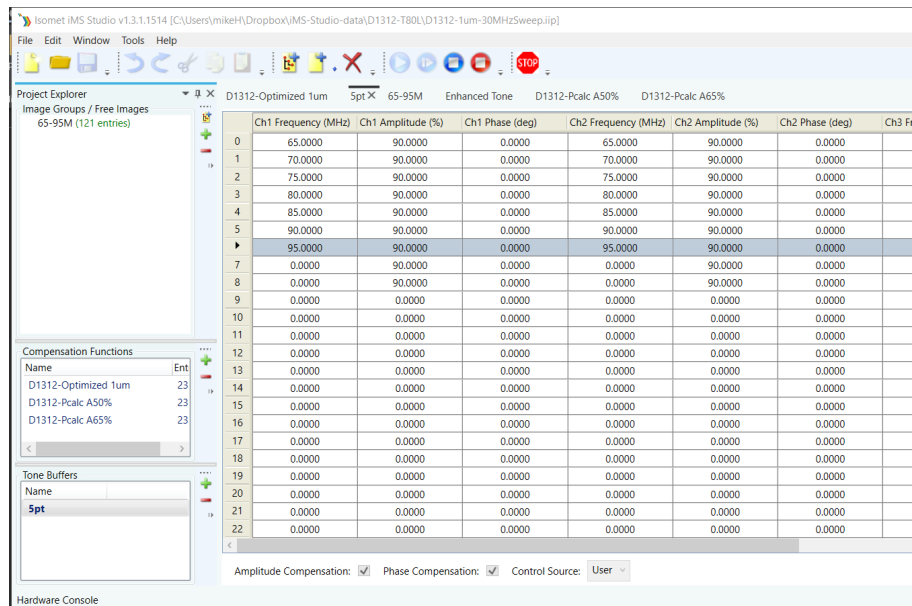 Isomet iMS Studio v1.3.1.1514 [C:\Users\mikeH\Dropbox\iMS-Studio-data\D1312-T80L\D1312-1um-30MHzSweep.iip]
File Edit Window Tools Help
STOP
Project Explorer
Image Groups / Free Images
65-95M (121 entries)
Compensation Functions
Name Ent
D1312-Optimized 1um 23
D1312-Pcalc A50% 23
D1312-Pcalc A65% 23
Tone Buffers
Name
5pt
D1312-Optimized 1um 5pt 65-95M Enhanced Tone D1312-Pcalc A50% D1312-Pcalc A65%
Ch1 Frequency (MHz) Ch1 Amplitude (%) Ch1 Phase (deg) Ch2 Frequency (MHz) Ch2 Amplitude (%) Ch2 Phase (deg) Ch3 Fr
0 65.0000 90.0000 0.0000 65.0000 90.0000 0.0000
1 70.0000 90.0000 0.0000 70.0000 90.0000 0.0000
2 75.0000 90.0000 0.0000 75.0000 90.0000 0.0000
3 80.0000 90.0000 0.0000 80.0000 90.0000 0.0000
4 85.0000 90.0000 0.0000 85.0000 90.0000 0.0000
5 90.0000 90.0000 0.0000 90.0000 90.0000 0.0000
95.0000 90.0000 0.0000 95.0000 90.0000 0.0000
7 0.0000 90.0000 0.0000 0.0000 90.0000 0.0000
8 0.0000 90.0000 0.0000 0.0000 90.0000 0.0000
9 0.0000 0.0000 0.0000 0.0000 0.0000 0.0000
10 0.0000 0.0000 0.0000 0.0000 0.0000 0.0000
11 0.0000 0.0000 0.0000 0.0000 0.0000 0.0000
12 0.0000 0.0000 0.0000 0.0000 0.0000 0.0000
13 0.0000 0.0000 0.0000 0.0000 0.0000 0.0000
14 0.0000 0.0000 0.0000 0.0000 0.0000 0.0000
15 0.0000 0.0000 0.0000 0.0000 0.0000 0.0000
16 0.0000 0.0000 0.0000 0.0000 0.0000 0.0000
17 0.0000 0.0000 0.0000 0.0000 0.0000 0.0000
18 0.0000 0.0000 0.0000 0.0000 0.0000 0.0000
19 0.0000 0.0000 0.0000 0.0000 0.0000 0.0000
20 0.0000 0.0000 0.0000 0.0000 0.0000 0.0000
21 0.0000 0.0000 0.0000 0.0000 0.0000 0.0000
22 0.0000 0.0000 0.0000 0.0000 0.0000 0.0000
Amplitude Compensation: Phase Compensation: Control Source: User
Hardware Console